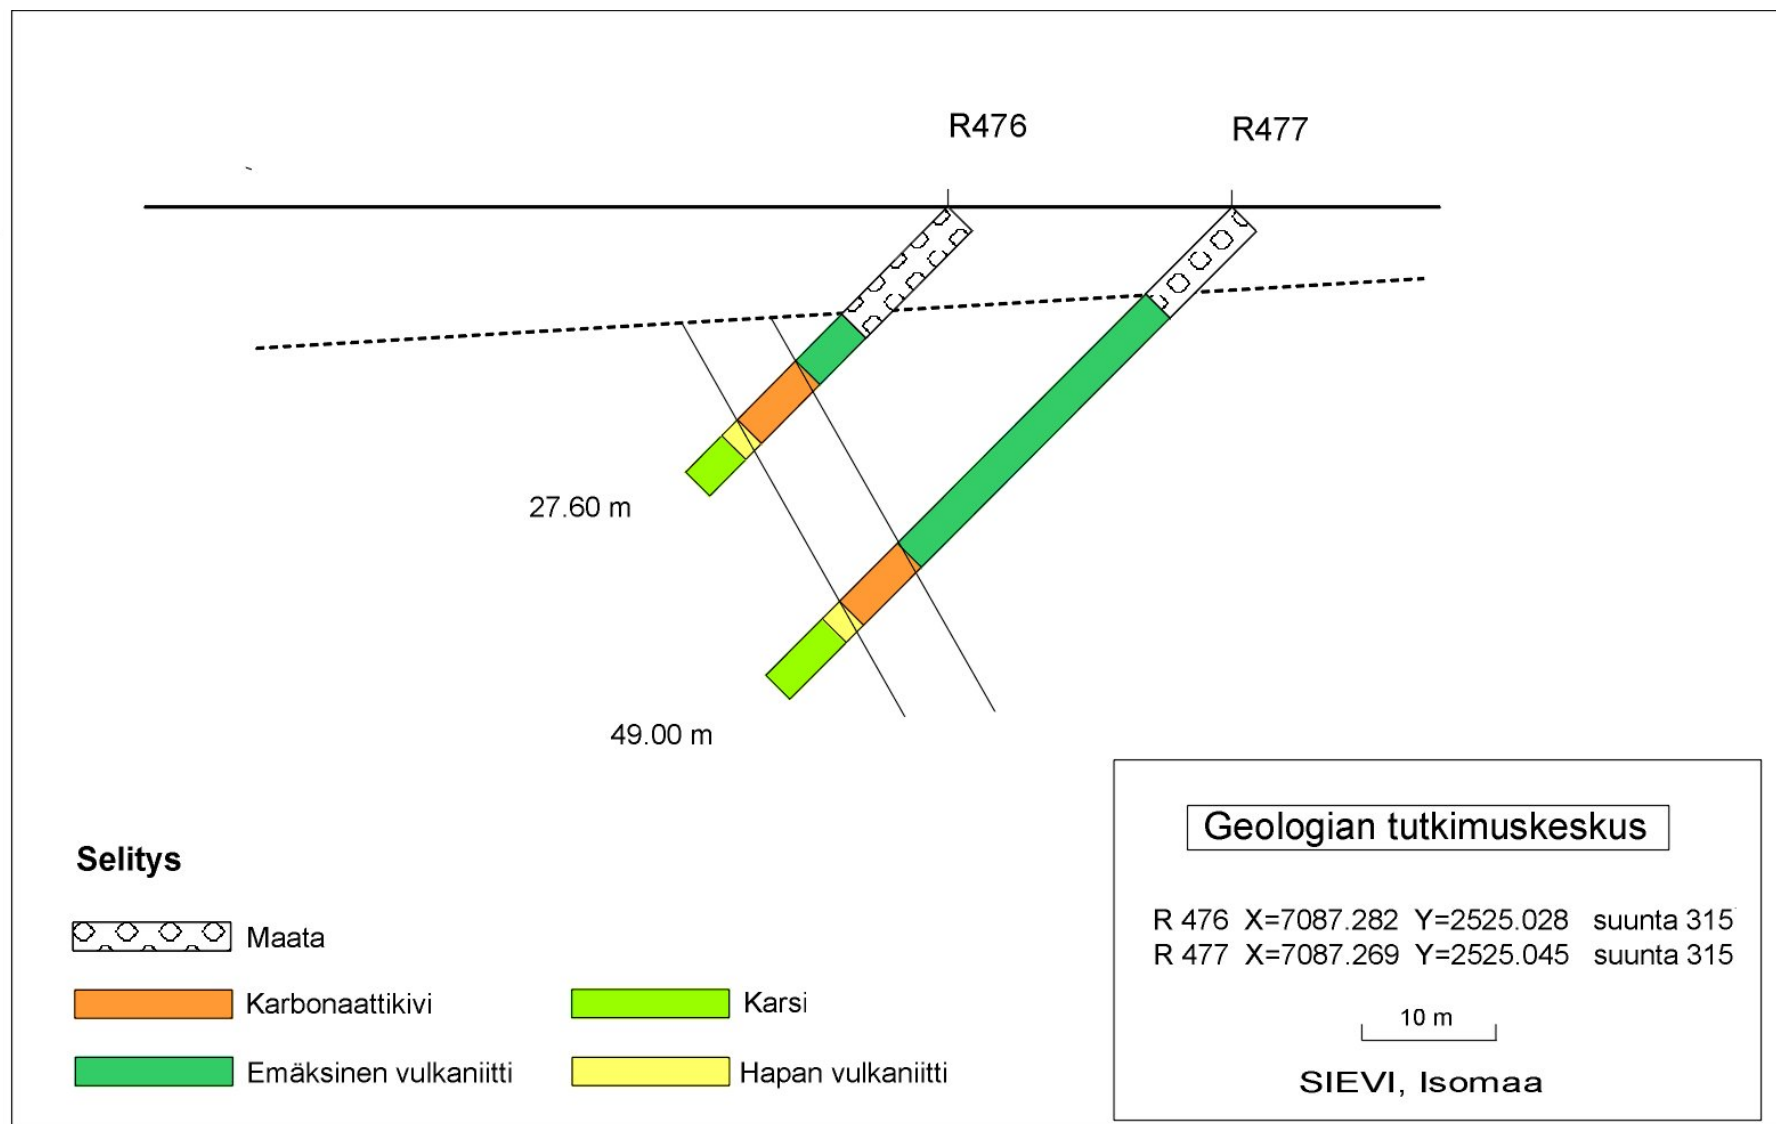 R476
R477
27.60 m
49.00 m
Selitys
Maata
Karbonaattikivi
Karsi
Emäksinen vulkaniitti
Hapan vulkaniitti
Geologian tutkimuskeskus
R 476 X=7087.282 Y=2525.028 suunta 315
R 477 X=7087.269 Y=2525.045 suunta 315
10 m
SIEVI, Isomaa